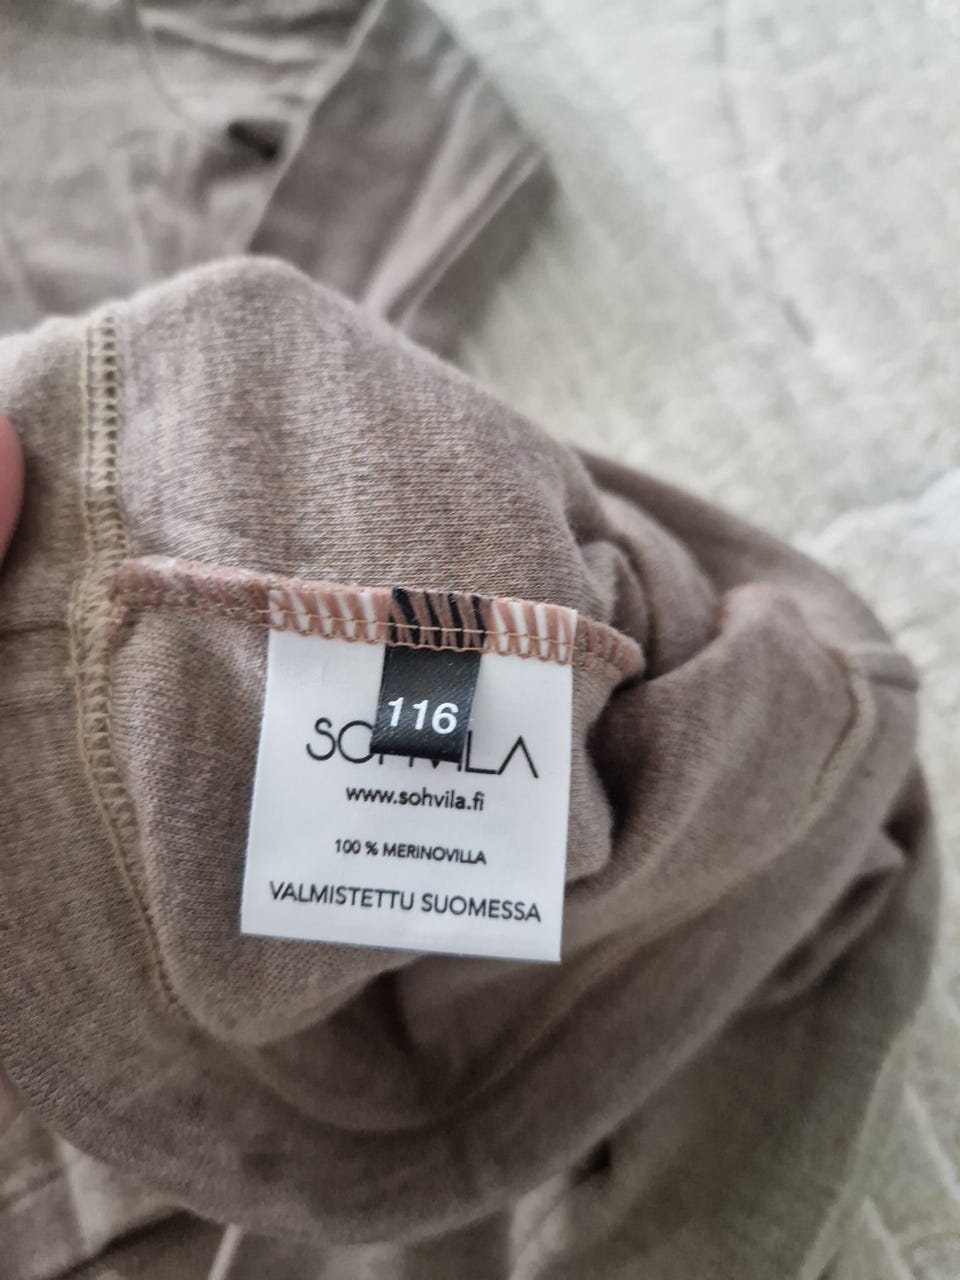 116
SOHVILA
www.sohvila.fi
100 % MERINOVILLA
VALMISTETTU SUOMESSA